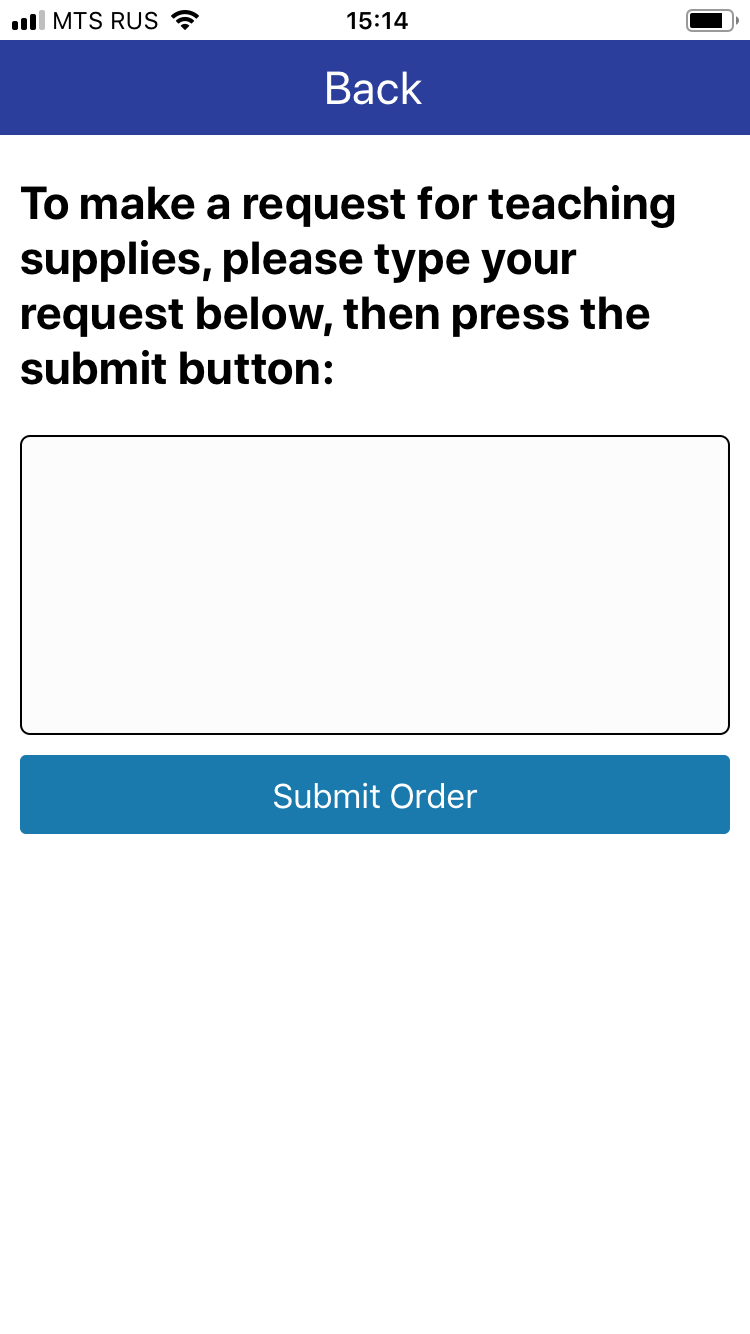 MTS RUS 15:14
Back
To make a request for teaching
supplies, please type your
request below, then press the
submit button:
Submit Order